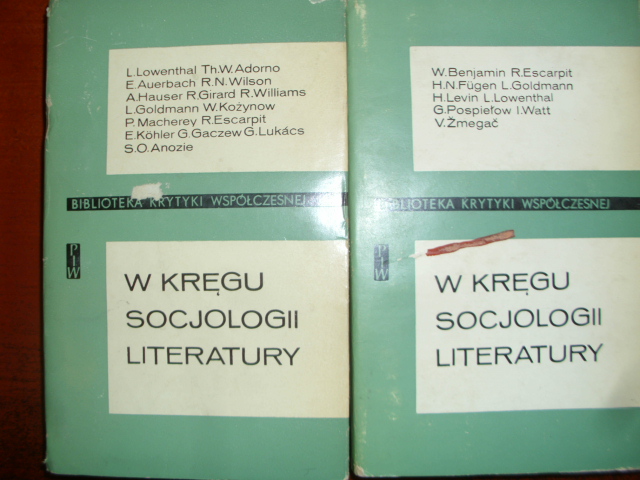 L. Lowenthal Th. W. Adorno
E. Auerbach R. N. Wilson
A. Hauser R. Girard R. Williams
L. Goldmann W. Kożynow
P. Macherey R. Escarpit
E. Köhler G. Gaczew G. Lukács
S. O. Anozie
BIBLIOTEKA KRYTYKI WSPÓŁCZESNEJ
PIW
W KRĘGU
SOCJOLOGII
LITERATURY
W. Benjamin R. Escarpit
H. N. Fügen L. Goldmann
H. Levin L. Lowenthal
G. Pospiełow I. Watt
V. Žmegač
BIBLIOTEKA KRYTYKI WSPÓŁCZESNEJ
PIW
W KRĘGU
SOCJOLOGII
LITERATURY